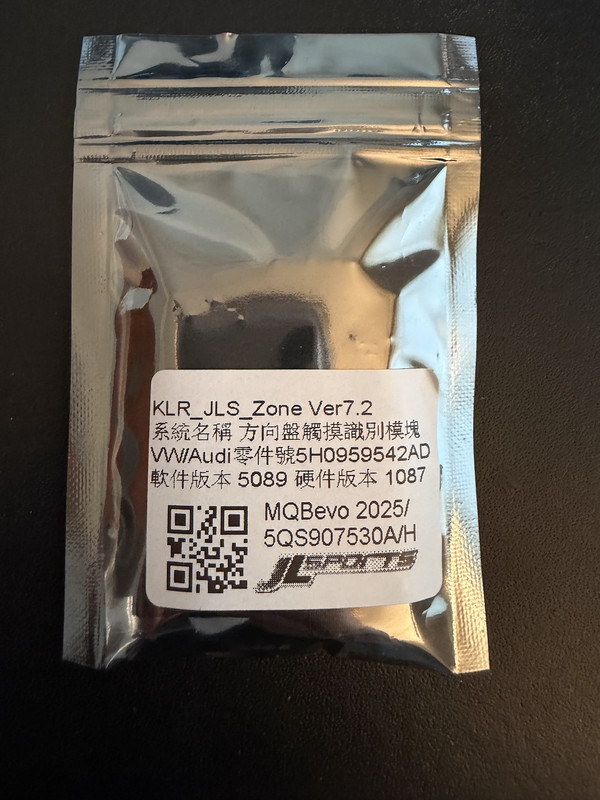 KLR_JLS_Zone Ver7.2
系統名稱 方向盤觸摸識別模塊
VW/Audi零件號5H0959542AD
軟件版本 5089 硬件版本 1087
MQBevo 2025/
5QS907530A/H
JLSPORTS